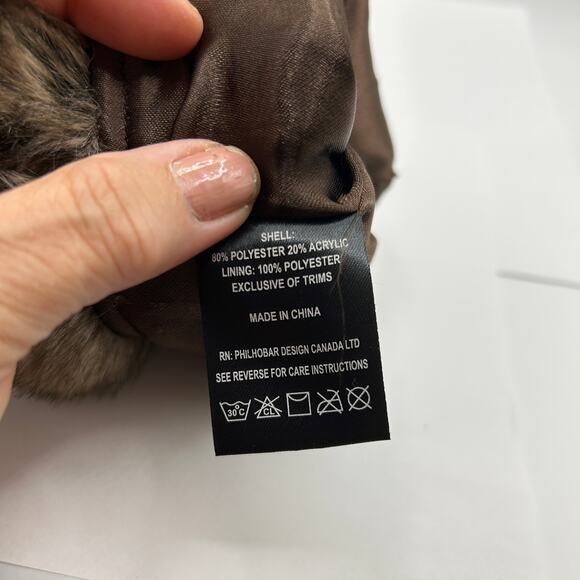 SHELL:
80% POLYESTER 20% ACRYLIC
LINING: 100% POLYESTER
EXCLUSIVE OF TRIMS
MADE IN CHINA
RN: PHILHOBAR DESIGN CANADA LTD
SEE REVERSE FOR CARE INSTRUCTIONS
30°C CL